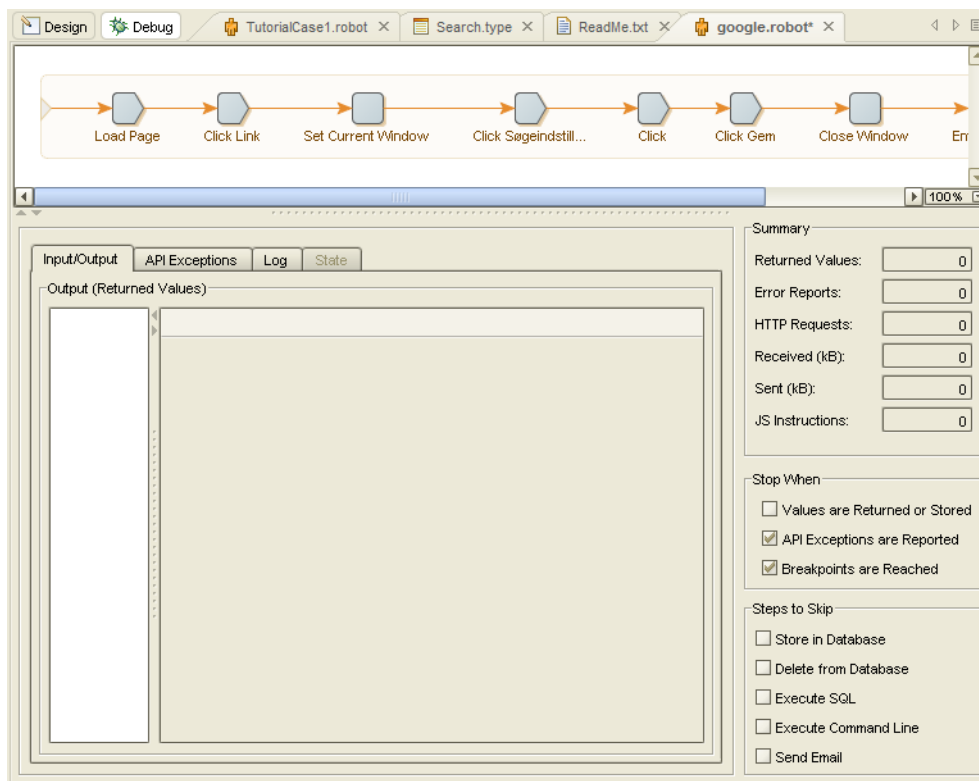 Design Debug TutorialCase1.robot Search.type ReadMe.txt google.robot*
Load Page Click Link Set Current Window Click Søgeindstill... Click Click Gem Close Window
100%
Input/Output API Exceptions Log State
Output (Returned Values)
Summary
Returned Values: 0
Error Reports: 0
HTTP Requests: 0
Received (kB): 0
Sent (kB): 0
JS Instructions: 0
Stop When
Values are Returned or Stored
API Exceptions are Reported
Breakpoints are Reached
Steps to Skip
Store in Database
Delete from Database
Execute SQL
Execute Command Line
Send Email